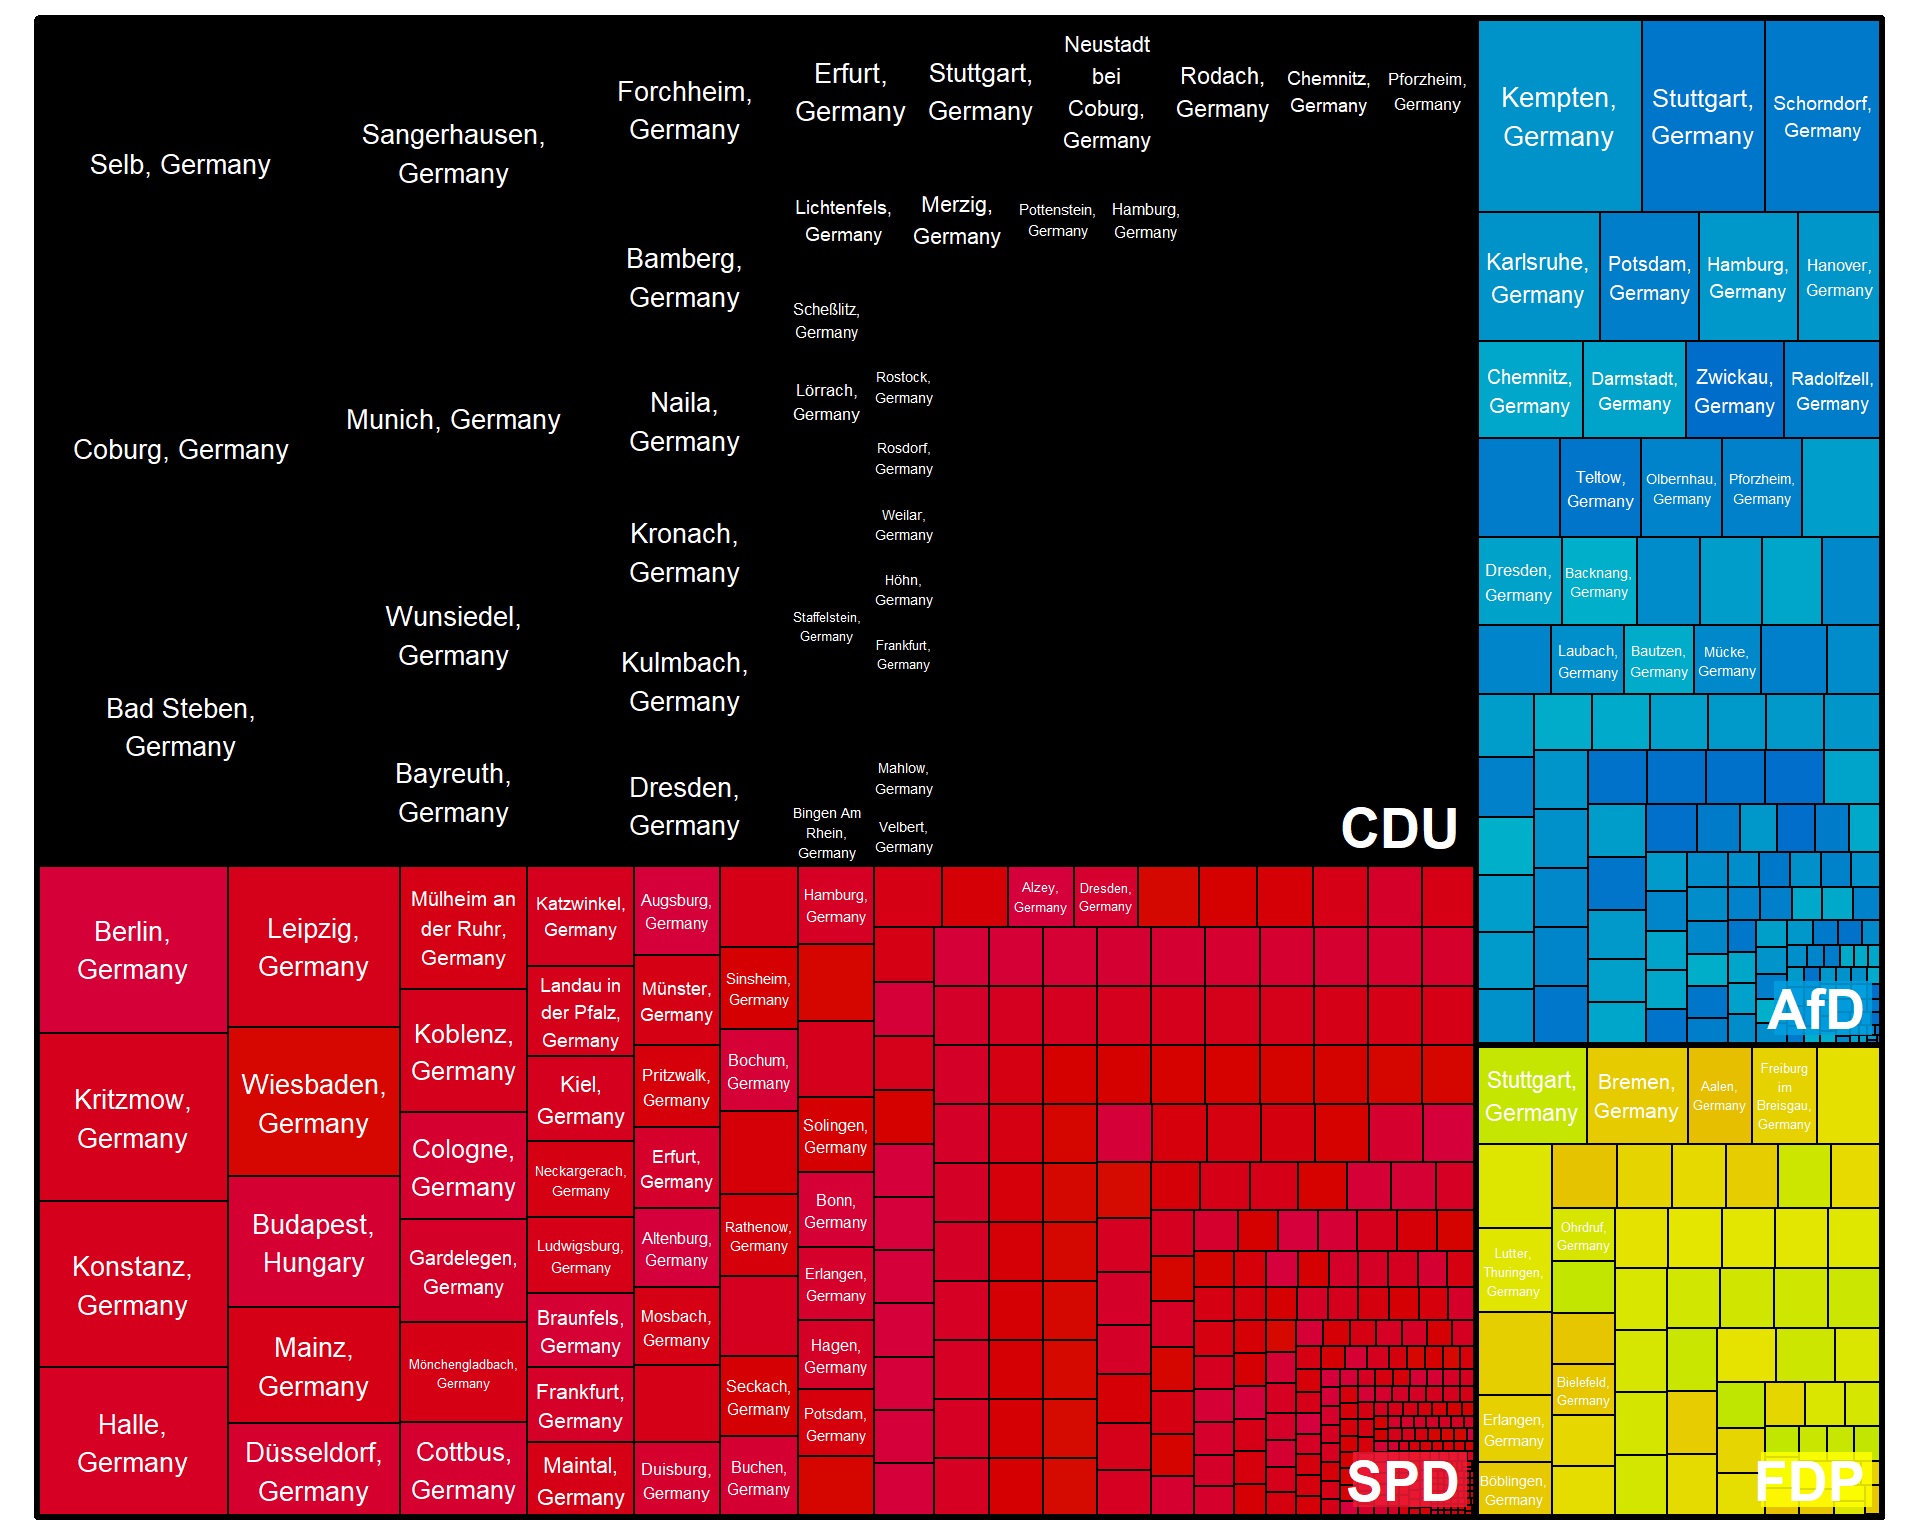 Selb, Germany
Coburg, Germany
Bad Steben,
Germany
Sangerhausen,
Germany
Munich, Germany
Wunsiedel,
Germany
Bayreuth,
Germany
Forchheim,
Germany
Bamberg,
Germany
Naila,
Germany
Kronach,
Germany
Kulmbach,
Germany
Dresden,
Germany
Erfurt,
Germany
Stuttgart,
Germany
Neustadt
bei
Coburg,
Germany
Rodach,
Germany
Chemnitz,
Germany
Pforzheim,
Germany
Lichtenfels,
Germany
Merzig,
Germany
Pottenstein,
Germany
Hamburg,
Germany
Scheßlitz,
Germany
Lörrach,
Germany
Staffelstein,
Germany
Bingen Am
Rhein,
Germany
Rostock,
Germany
Rosdorf,
Germany
Weilar,
Germany
Höhn,
Germany
Frankfurt,
Germany
Mahlow,
Germany
Velbert,
Germany
CDU
Kempten,
Germany
Stuttgart,
Germany
Schorndorf,
Germany
Karlsruhe,
Germany
Potsdam,
Germany
Hamburg,
Germany
Hanover,
Germany
Chemnitz,
Germany
Darmstadt,
Germany
Zwickau,
Germany
Radolfzell,
Germany
Teltow,
Germany
Olbernhau,
Germany
Pforzheim,
Germany
Dresden,
Germany
Backnang,
Germany
Laubach,
Germany
Bautzen,
Germany
Mücke,
Germany
AfD
Berlin,
Germany
Kritzmow,
Germany
Konstanz,
Germany
Halle,
Germany
Leipzig,
Germany
Wiesbaden,
Germany
Budapest,
Hungary
Mainz,
Germany
Düsseldorf,
Germany
Mülheim an
der Ruhr,
Germany
Koblenz,
Germany
Cologne,
Germany
Gardelegen,
Germany
Mönchengladbach,
Germany
Cottbus,
Germany
Katzwinkel,
Germany
Landau in
der Pfalz,
Germany
Kiel,
Germany
Neckargerach,
Germany
Ludwigsburg,
Germany
Braunfels,
Germany
Frankfurt,
Germany
Maintal,
Germany
Augsburg,
Germany
Münster,
Germany
Pritzwalk,
Germany
Erfurt,
Germany
Altenburg,
Germany
Mosbach,
Germany
Duisburg,
Germany
Sinsheim,
Germany
Bochum,
Germany
Rathenow,
Germany
Seckach,
Germany
Buchen,
Germany
Hamburg,
Germany
Solingen,
Germany
Bonn,
Germany
Erlangen,
Germany
Hagen,
Germany
Potsdam,
Germany
Alzey,
Germany
Dresden,
Germany
SPD
Stuttgart,
Germany
Bremen,
Germany
Aalen,
Germany
Freiburg
im
Breisgau,
Germany
Lutter,
Thuringen,
Germany
Erlangen,
Germany
Böblingen,
Germany
Ohrdruf,
Germany
Bielefeld,
Germany
FDP